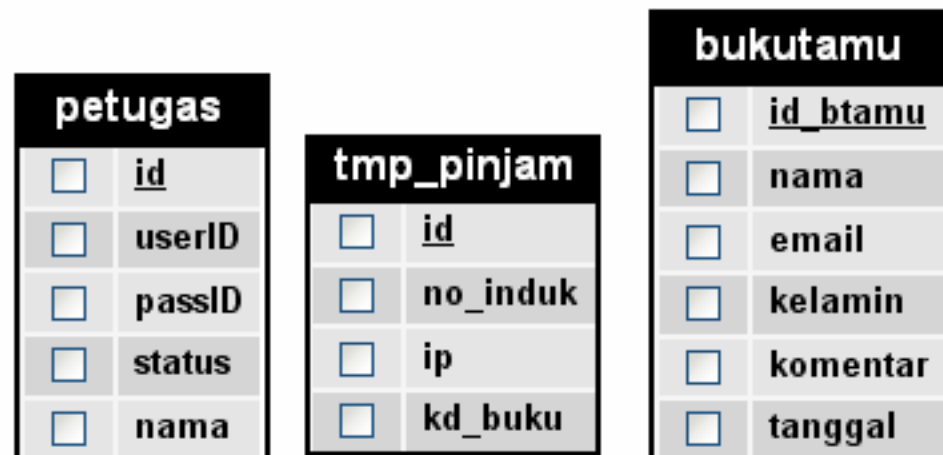 petugas
id
userID
passID
status
nama
tmp_pinjam
id
no_induk
ip
kd_buku
bukutamu
id_btamu
nama
email
kelamin
komentar
tanggal